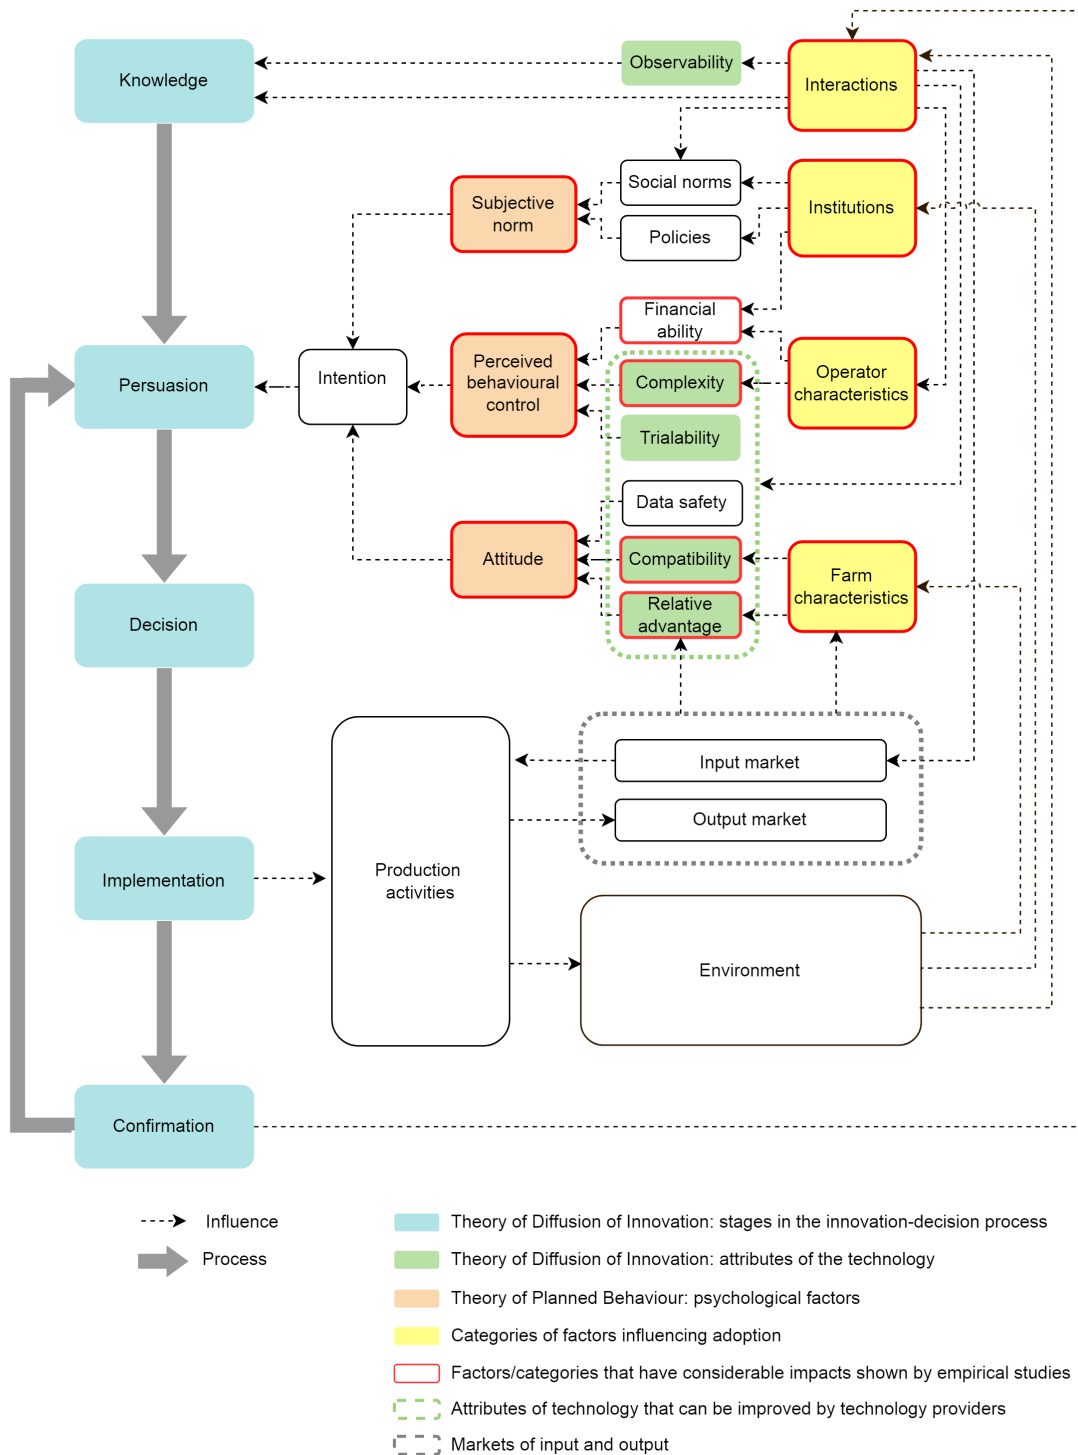 Knowledge
Observability
Interactions
Social norms
Institutions
Subjective
norm
Policies
Financial
ability
Persuasion
Intention
Perceived
behavioural
control
Complexity
Operator
characteristics
Trialability
Data safety
Attitude
Compatibility
Farm
characteristics
Relative
advantage
Decision
Input market
Output market
Implementation
Production
activities
Environment
Confirmation
Influence
Process
Theory of Diffusion of Innovation: stages in the innovation-decision process
Theory of Diffusion of Innovation: attributes of the technology
Theory of Planned Behaviour: psychological factors
Categories of factors influencing adoption
Factors/categories that have considerable impacts shown by empirical studies
Attributes of technology that can be improved by technology providers
Markets of input and output